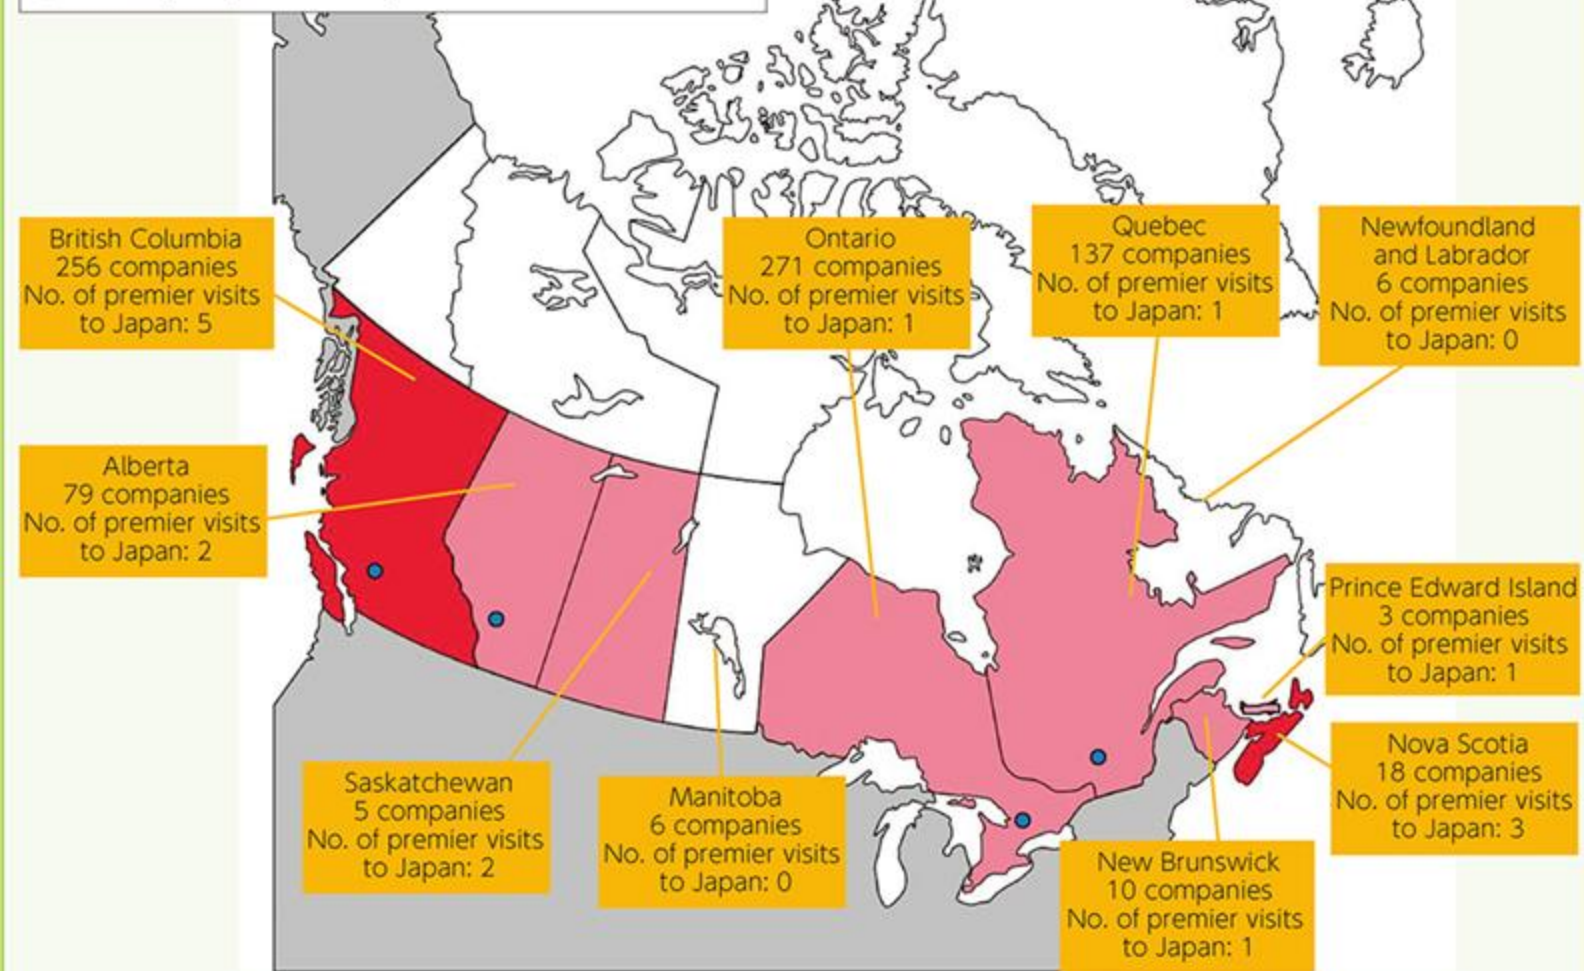 British Columbia
256 companies
No. of premier visits
to Japan: 5
Ontario
271 companies
No. of premier visits
to Japan: 1
Quebec
137 companies
No. of premier visits
to Japan: 1
Newfoundland
and Labrador
6 companies
No. of premier visits
to Japan: 0
Alberta
79 companies
No. of premier visits
to Japan: 2
Prince Edward Island
3 companies
No. of premier visits
to Japan: 1
Saskatchewan
5 companies
No. of premier visits
to Japan: 2
Manitoba
6 companies
No. of premier visits
to Japan: 0
Nova Scotia
18 companies
No. of premier visits
to Japan: 3
New Brunswick
10 companies
No. of premier visits
to Japan: 1